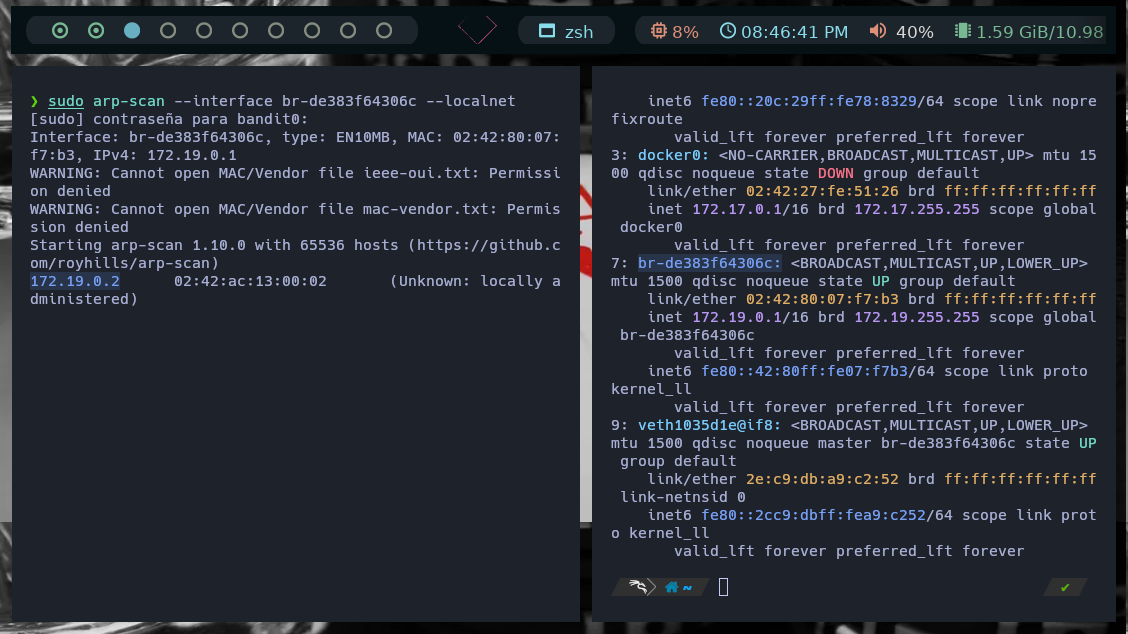 zsh
8%
08:46:41 PM
40%
1.59 GiB/10.98
❯ sudo arp-scan --interface br-de383f64306c --localnet
[sudo] contraseña para bandit0:
Interface: br-de383f64306c, type: EN10MB, MAC: 02:42:80:07:
f7:b3, IPv4: 172.19.0.1
WARNING: Cannot open MAC/Vendor file ieee-oui.txt: Permissi
on denied
WARNING: Cannot open MAC/Vendor file mac-vendor.txt: Permis
sion denied
Starting arp-scan 1.10.0 with 65536 hosts (https://github.c
om/royhills/arp-scan)
172.19.0.2      02:42:ac:13:00:02       (Unknown: locally a
dministered)
inet6 fe80::20c:29ff:fe78:8329/64 scope link nopre
fixroute
valid_lft forever preferred_lft forever
3: docker0: <NO-CARRIER,BROADCAST,MULTICAST,UP> mtu 15
00 qdisc noqueue state DOWN group default
link/ether 02:42:27:fe:51:26 brd ff:ff:ff:ff:ff:ff
inet 172.17.0.1/16 brd 172.17.255.255 scope global
docker0
valid_lft forever preferred_lft forever
7: br-de383f64306c: <BROADCAST,MULTICAST,UP,LOWER_UP>
mtu 1500 qdisc noqueue state UP group default
link/ether 02:42:80:07:f7:b3 brd ff:ff:ff:ff:ff:ff
inet 172.19.0.1/16 brd 172.19.255.255 scope global
br-de383f64306c
valid_lft forever preferred_lft forever
inet6 fe80::42:80ff:fe07:f7b3/64 scope link proto
kernel_ll
valid_lft forever preferred_lft forever
9: veth1035d1e@if8: <BROADCAST,MULTICAST,UP,LOWER_UP>
mtu 1500 qdisc noqueue master br-de383f64306c state UP
group default
link/ether 2e:c9:db:a9:c2:52 brd ff:ff:ff:ff:ff:ff
link-netnsid 0
inet6 fe80::2cc9:dbff:fea9:c252/64 scope link prot
o kernel_ll
valid_lft forever preferred_lft forever
~ ✔